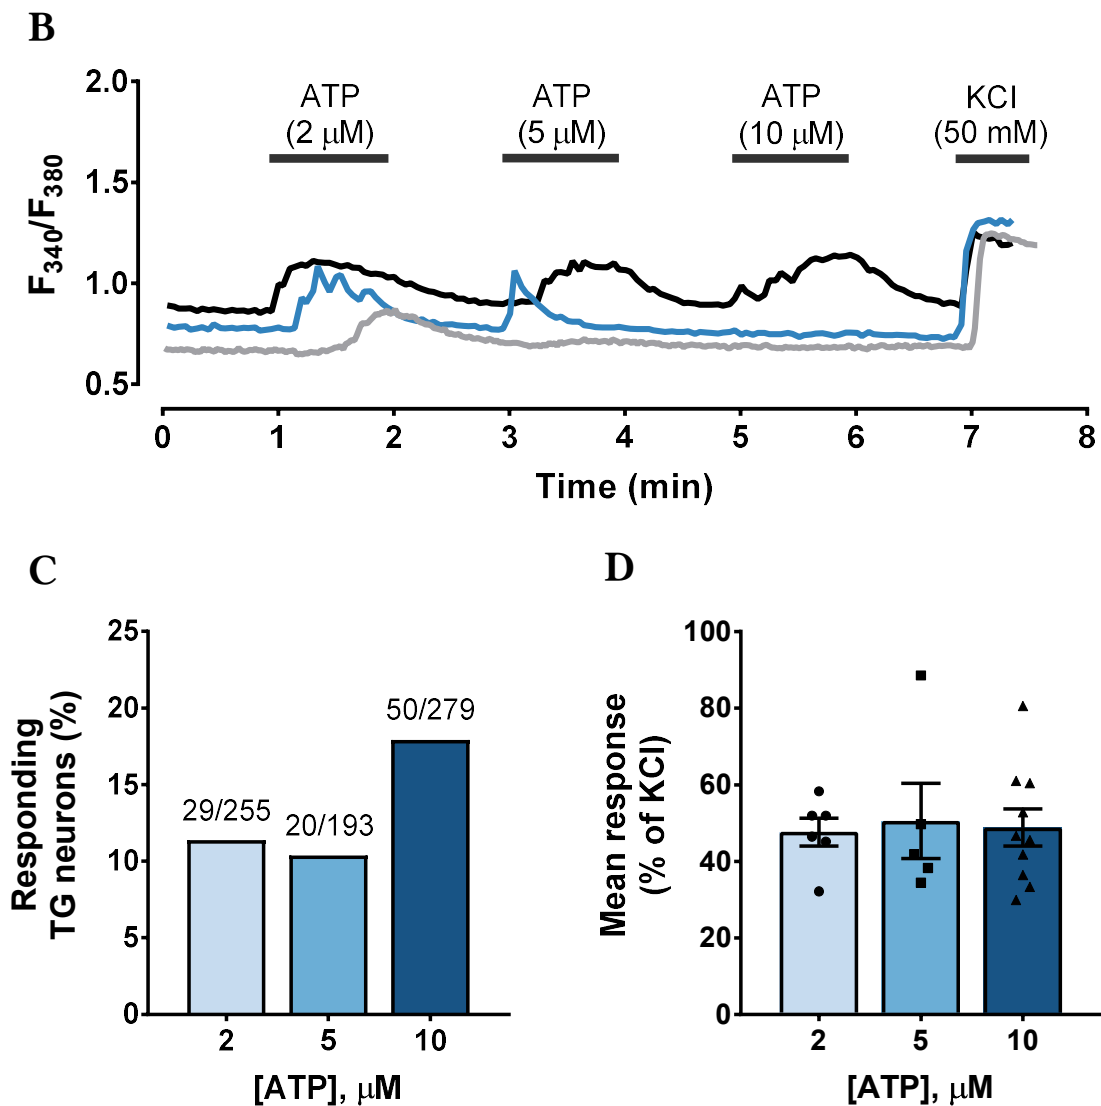 B
2.0
1.5
1.0
0.5
F340/F380
ATP
(2 μM)
ATP
(5 μM)
ATP
(10 μM)
KCl
(50 mM)
0 1 2 3 4 5 6 7 8
Time (min)
C
Responding
TG neurons (%)
25
20
15
10
5
0
29/255
20/193
50/279
2 5 10
[ATP], μM
D
Mean response
(% of KCl)
100
80
60
40
20
0
2 5 10
[ATP], μM